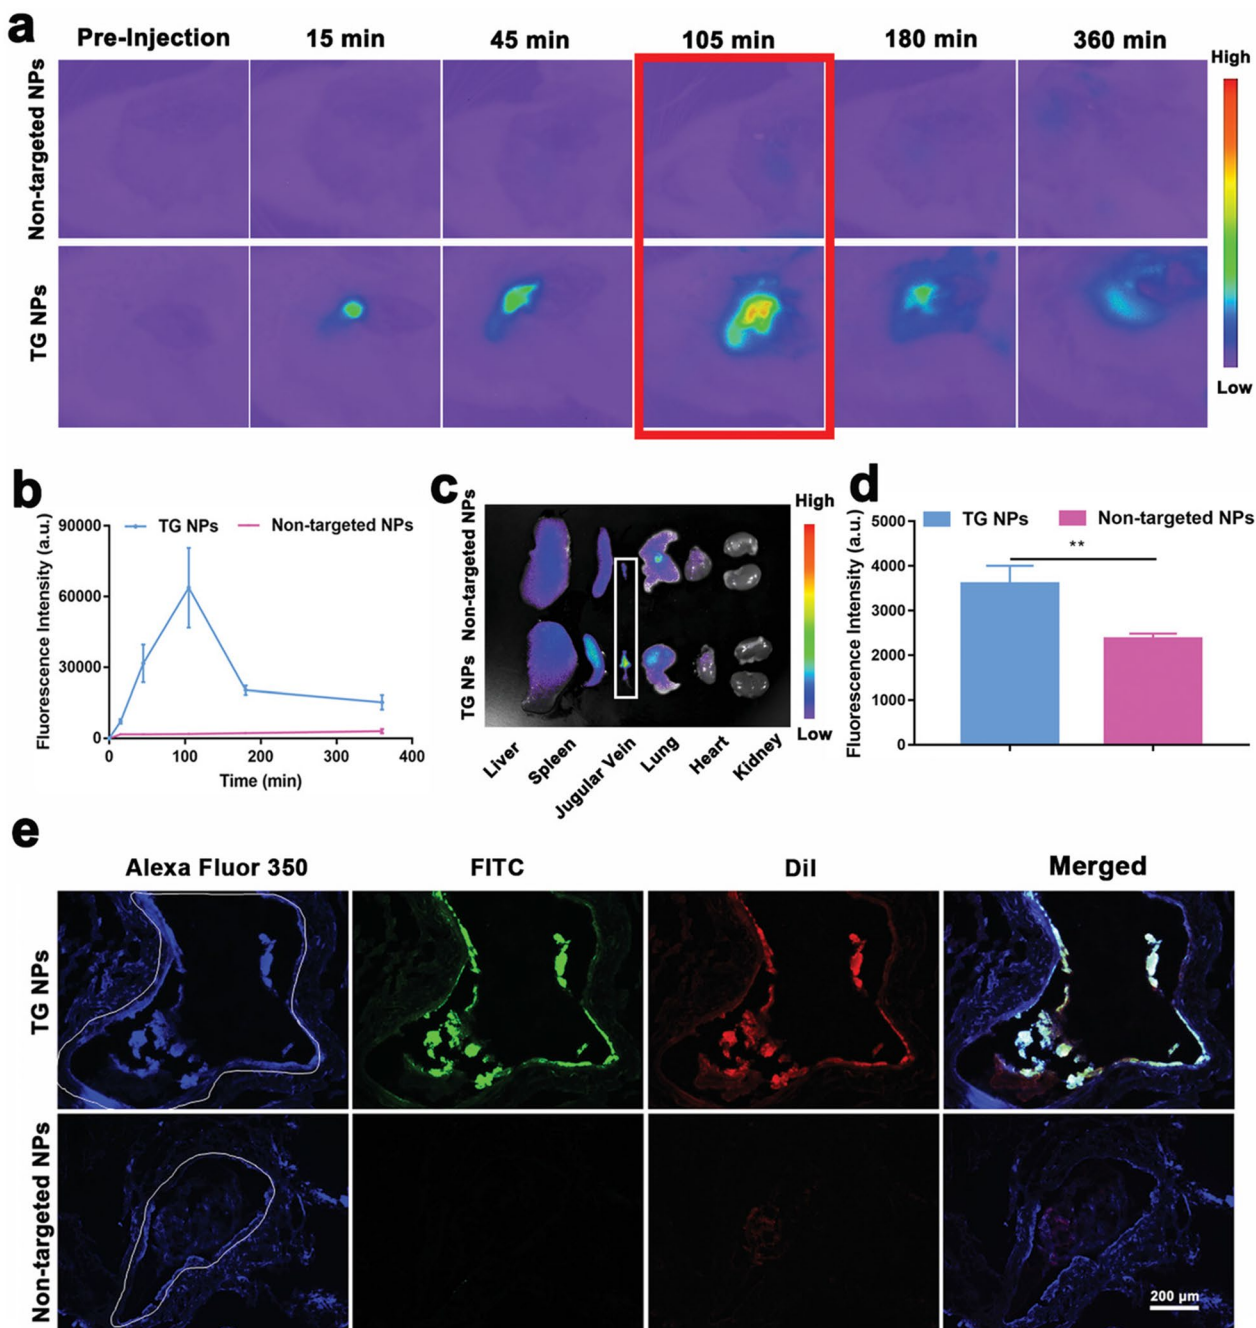 a
Pre-Injection 15 min 45 min 105 min 180 min 360 min
High
Non-targeted NPs
TG NPs
Low
b
90000
60000
30000
0
Fluorescence Intensity (a.u.)
TG NPs Non-targeted NPs
0 100 200 300 400
Time (min)
c
Non-targeted NPs
TG NPs
High
Low
Liver Spleen Jugular Vein Lung Heart Kidney
d
5000
4000
3000
2000
1000
0
Fluorescence Intensity (a.u.)
TG NPs Non-targeted NPs
**
e
Alexa Fluor 350 FITC DiI Merged
TG NPs
Non-targeted NPs
200 µm